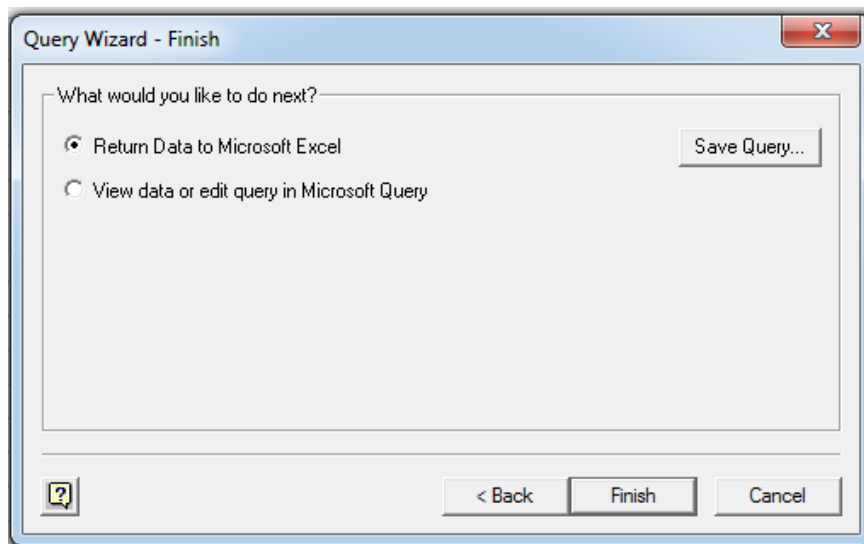 Query Wizard - Finish
What would you like to do next?
Return Data to Microsoft Excel
Save Query...
View data or edit query in Microsoft Query
?
< Back
Finish
Cancel